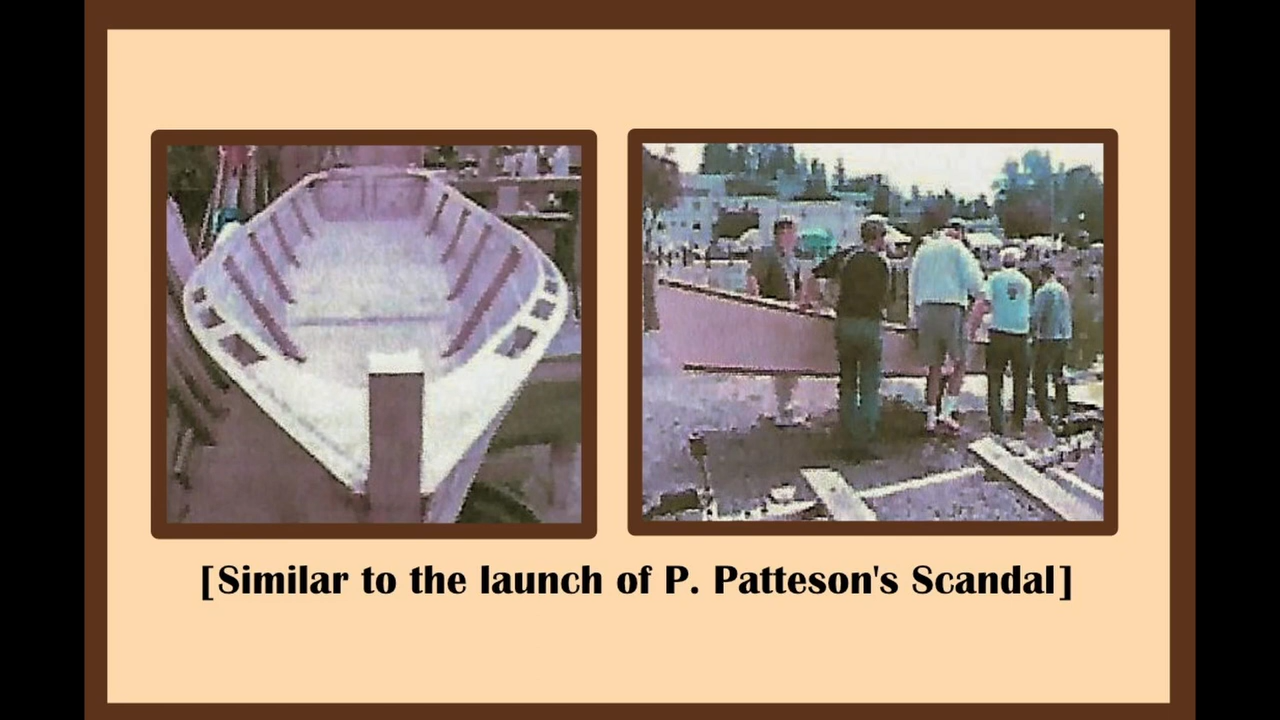 [Similar to the launch of P. Patteson's Scandal]